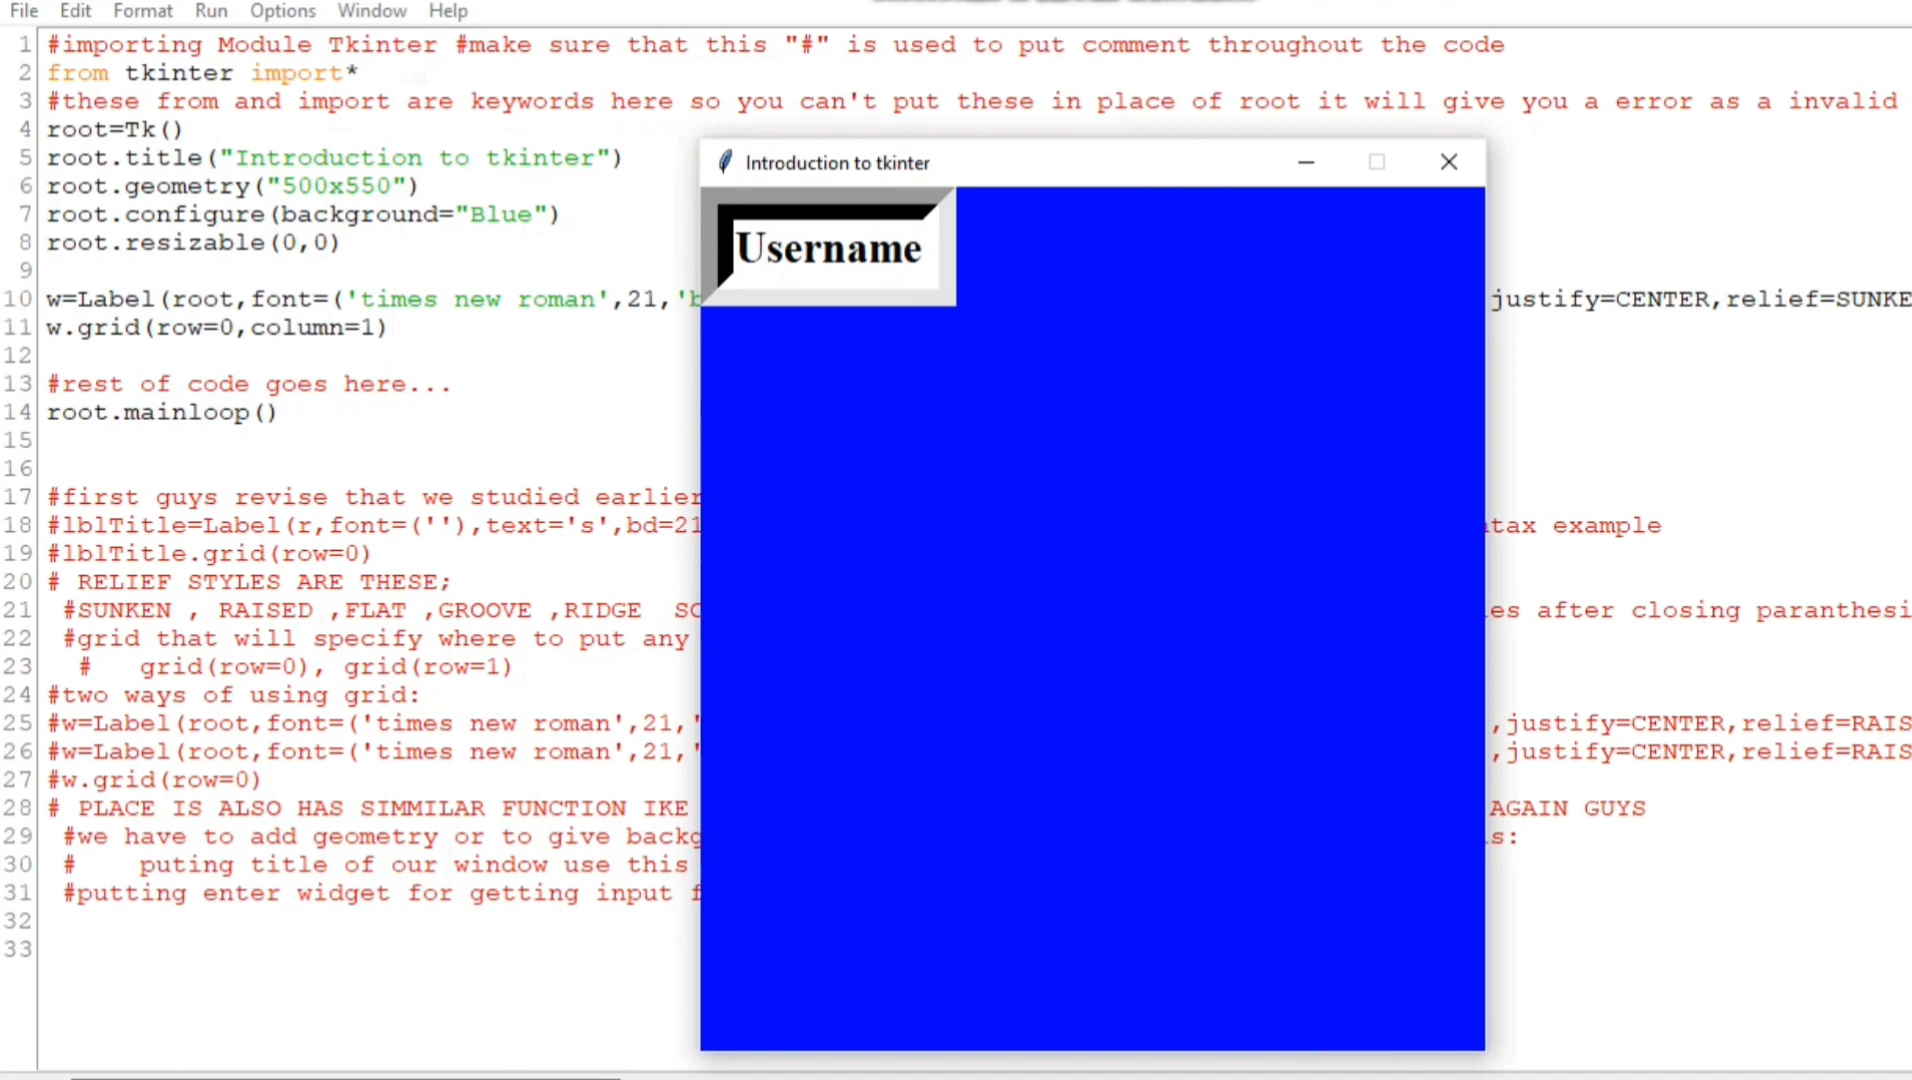 File Edit Format Run Options Window Help
1 #importing Module Tkinter #make sure that this "#" is used to put comment throughout the code
2 from tkinter import*
3 #these from and import are keywords here so you can't put these in place of root it will give you a error as a invalid
4 root=Tk()
5 root.title("Introduction to tkinter")
6 root.geometry("500x550")
7 root.configure(background="Blue")
8 root.resizable(0,0)
9
10 w=Label(root,font=('times new roman',21,' justify=CENTER,relief=SUNKE
11 w.grid(row=0,column=1)
12
13 #rest of code goes here...
14 root.mainloop()
15
16
17 #first guys revise that we studied earlier
18 #lblTitle=Label(r,font=(''),text='s',bd=21 tax example
19 #lblTitle.grid(row=0)
20 # RELIEF STYLES ARE THESE;
21 #SUNKEN , RAISED ,FLAT ,GROOVE ,RIDGE SO es after closing paranthesi
22 #grid that will specify where to put any
23 # grid(row=0), grid(row=1)
24 #two ways of using grid:
25 #w=Label(root,font=('times new roman',21,' ,justify=CENTER,relief=RAIS
26 #w=Label(root,font=('times new roman',21,' ,justify=CENTER,relief=RAIS
27 #w.grid(row=0)
28 # PLACE IS ALSO HAS SIMMILAR FUNCTION IKE AGAIN GUYS
29 #we have to add geometry or to give backg s:
30 # puting title of our window use this
31 #putting enter widget for getting input f
32
33
Introduction to tkinter
Username